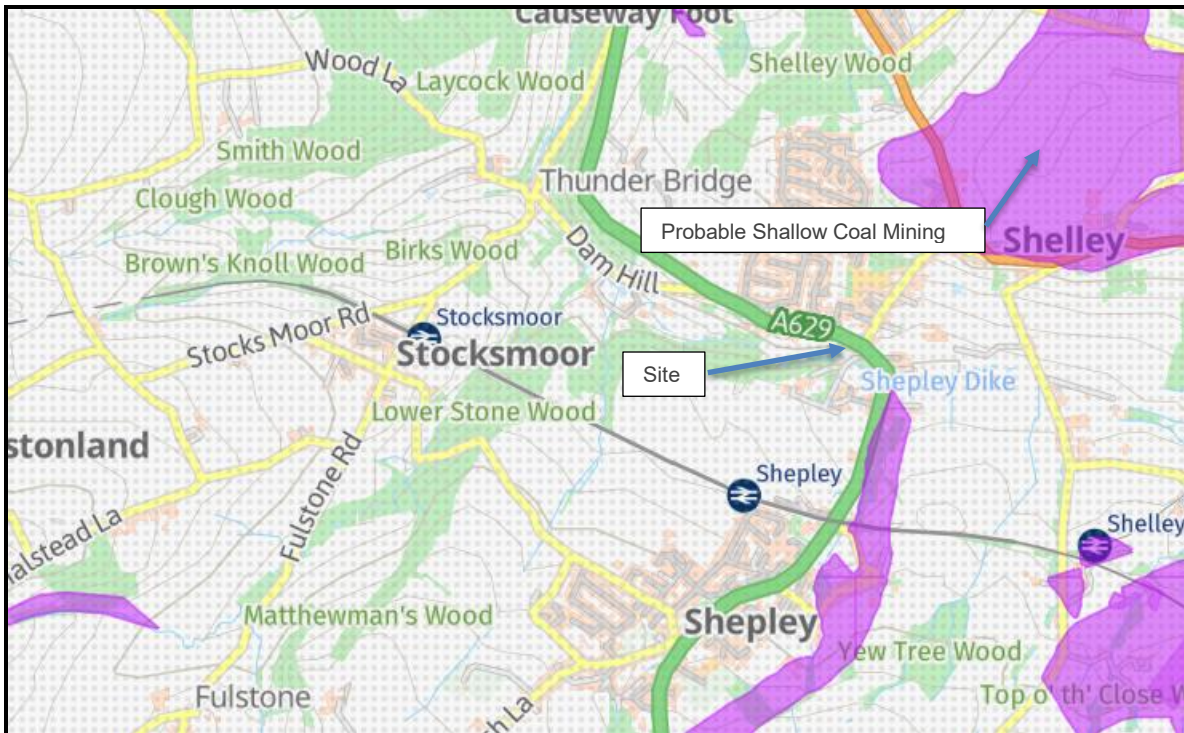 Causeway Foot
Wood La
Laycock Wood
Shelley Wood
Smith Wood
Thunder Bridge
Clough Wood
Probable Shallow Coal Mining
Shelley
Birks Wood
Dam Hill
Brown's Knoll Wood
Stocksmoor
A629
Stocks Moor Rd
Stocksmoor
Site
Shepley Dike
Lower Stone Wood
stonland
Shepley
Fulstone Rd
Shelley
alstead La
Matthewman's Wood
Shepley
Yew Tree Wood
Fulstone
Top o' th' Close W
h La